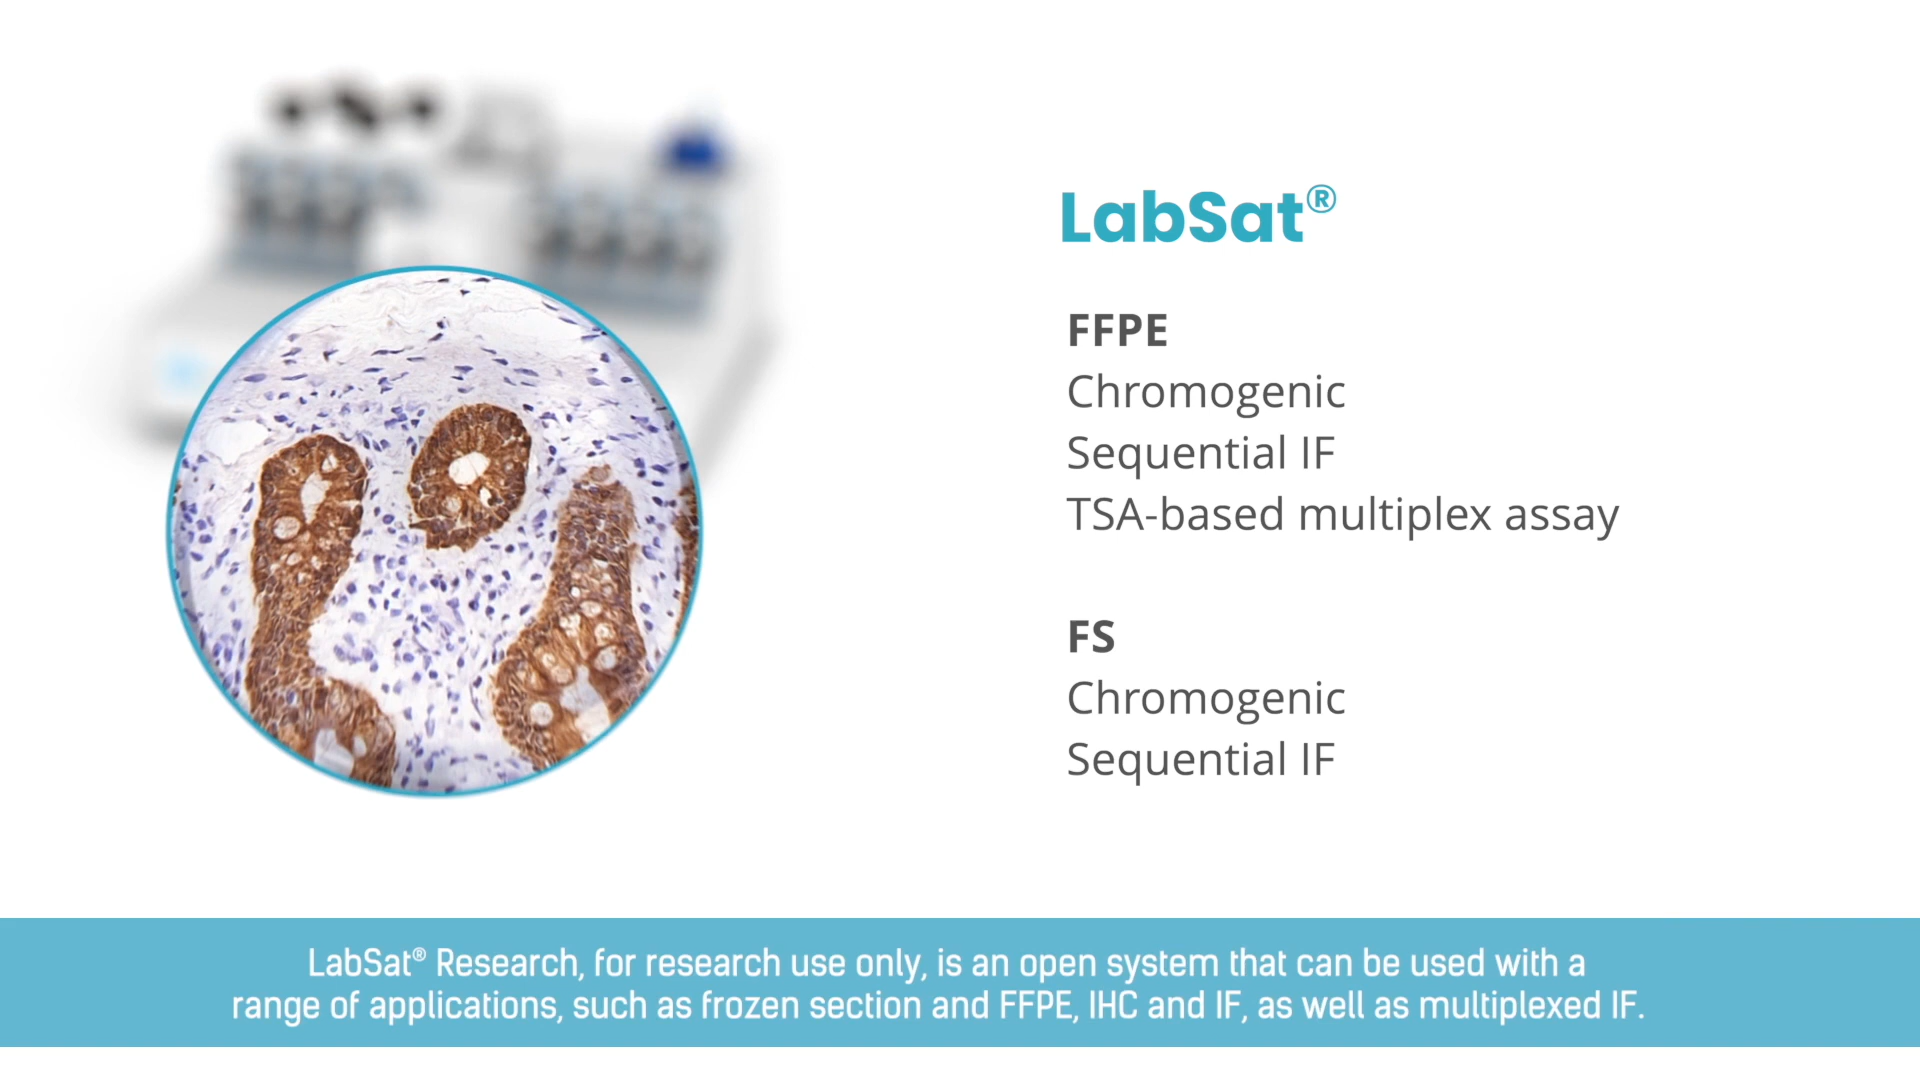 LabSat®
FFPE
Chromogenic
Sequential IF
TSA-based multiplex assay
FS
Chromogenic
Sequential IF
LabSat® Research, for research use only, is an open system that can be used with a
range of applications, such as frozen section and FFPE, IHC and IF, as well as multiplexed IF.